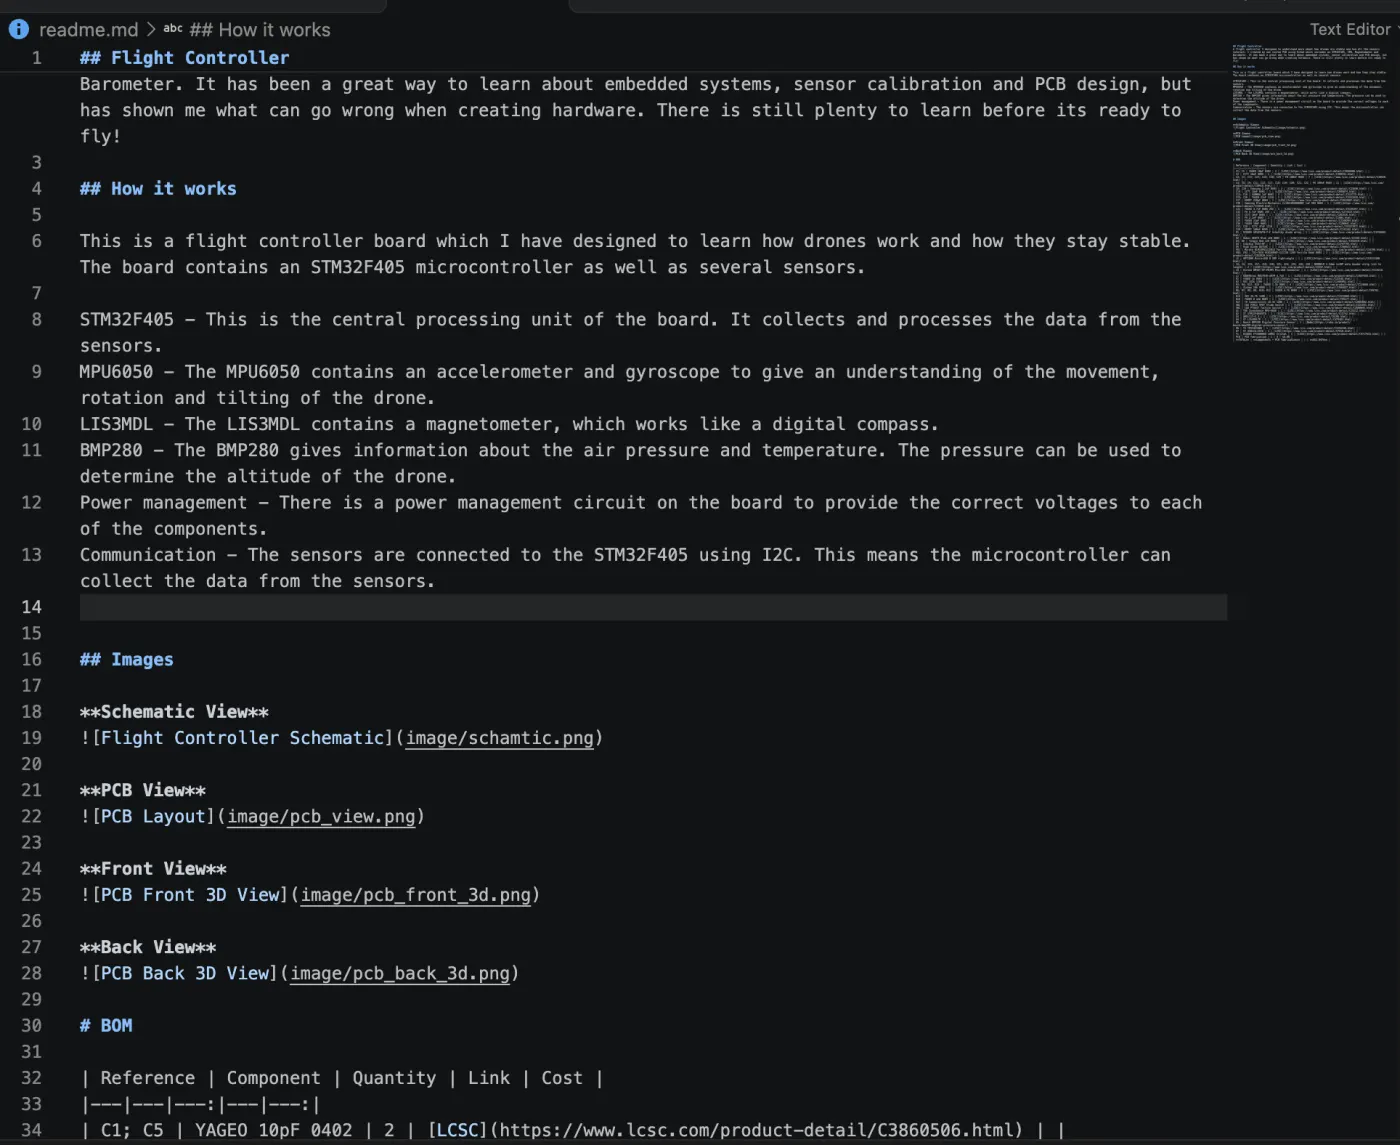 readme.md > abc ## How it works
Text Editor
1 ## Flight Controller
Barometer. It has been a great way to learn about embedded systems, sensor calibration and PCB design, but
has shown me what can go wrong when creating hardware. There is still plenty to learn before its ready to
fly!
3
4 ## How it works
5
6 This is a flight controller board which I have designed to learn how drones work and how they stay stable.
The board contains an STM32F405 microcontroller as well as several sensors.
7
8 STM32F405 – This is the central processing unit of the board. It collects and processes the data from the
sensors.
9 MPU6050 – The MPU6050 contains an accelerometer and gyroscope to give an understanding of the movement,
rotation and tilting of the drone.
10 LIS3MDL – The LIS3MDL contains a magnetometer, which works like a digital compass.
11 BMP280 – The BMP280 gives information about the air pressure and temperature. The pressure can be used to
determine the altitude of the drone.
12 Power management – There is a power management circuit on the board to provide the correct voltages to each
of the components.
13 Communication – The sensors are connected to the STM32F405 using I2C. This means the microcontroller can
collect the data from the sensors.
14
15
16 ## Images
17
18 **Schematic View**
19 ![Flight Controller Schematic](image/schamtic.png)
20
21 **PCB View**
22 ![PCB Layout](image/pcb_view.png)
23
24 **Front View**
25 ![PCB Front 3D View](image/pcb_front_3d.png)
26
27 **Back View**
28 ![PCB Back 3D View](image/pcb_back_3d.png)
29
30 # BOM
31
32 | Reference | Component | Quantity | Link | Cost |
33 |---|---|---:|---|---:|
34 | C1; C5 | YAGEO 10pF 0402 | 2 | [LCSC](https://www.lcsc.com/product-detail/C3860506.html) | |